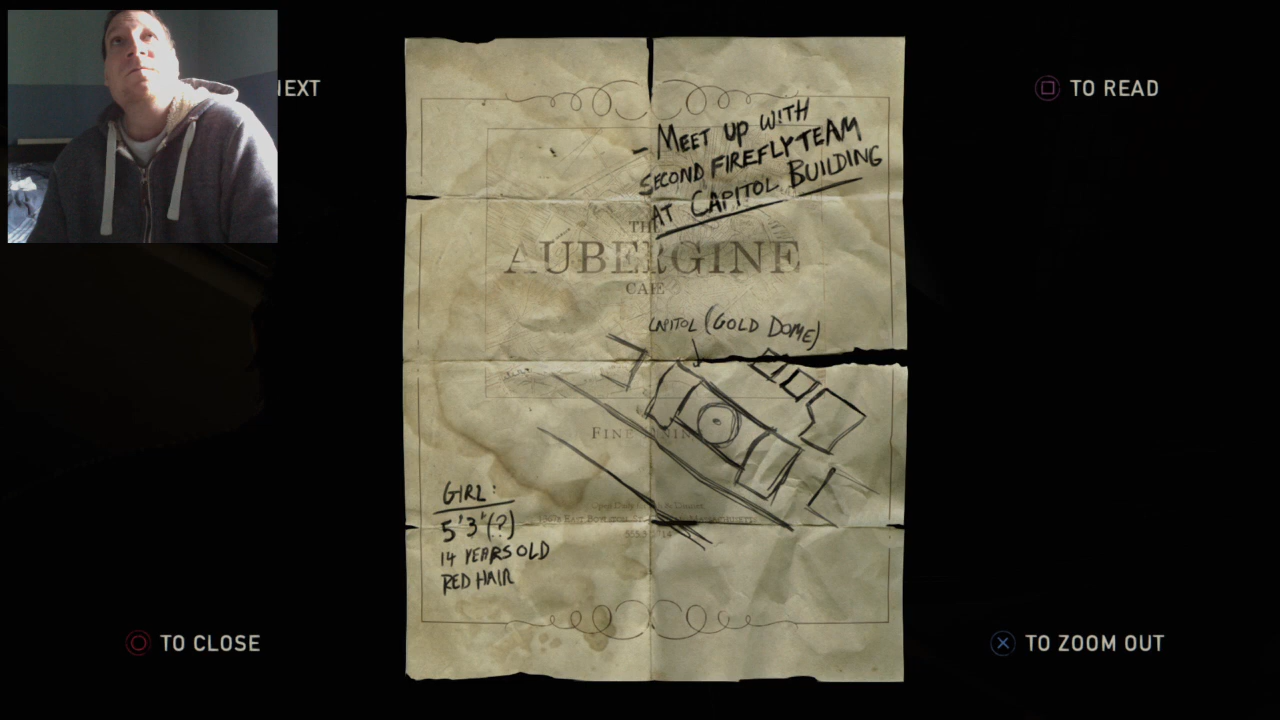 NEXT
TO READ
- MEET UP WITH
SECOND FIREFLY TEAM
AT CAPITOL BUILDING
THE
AUBERGINE
CAFE
CAPITOL (GOLD DOME)
FINE DINING
GIRL:
5'3"(?)
14 YEARS OLD
RED HAIR
TO CLOSE
TO ZOOM OUT